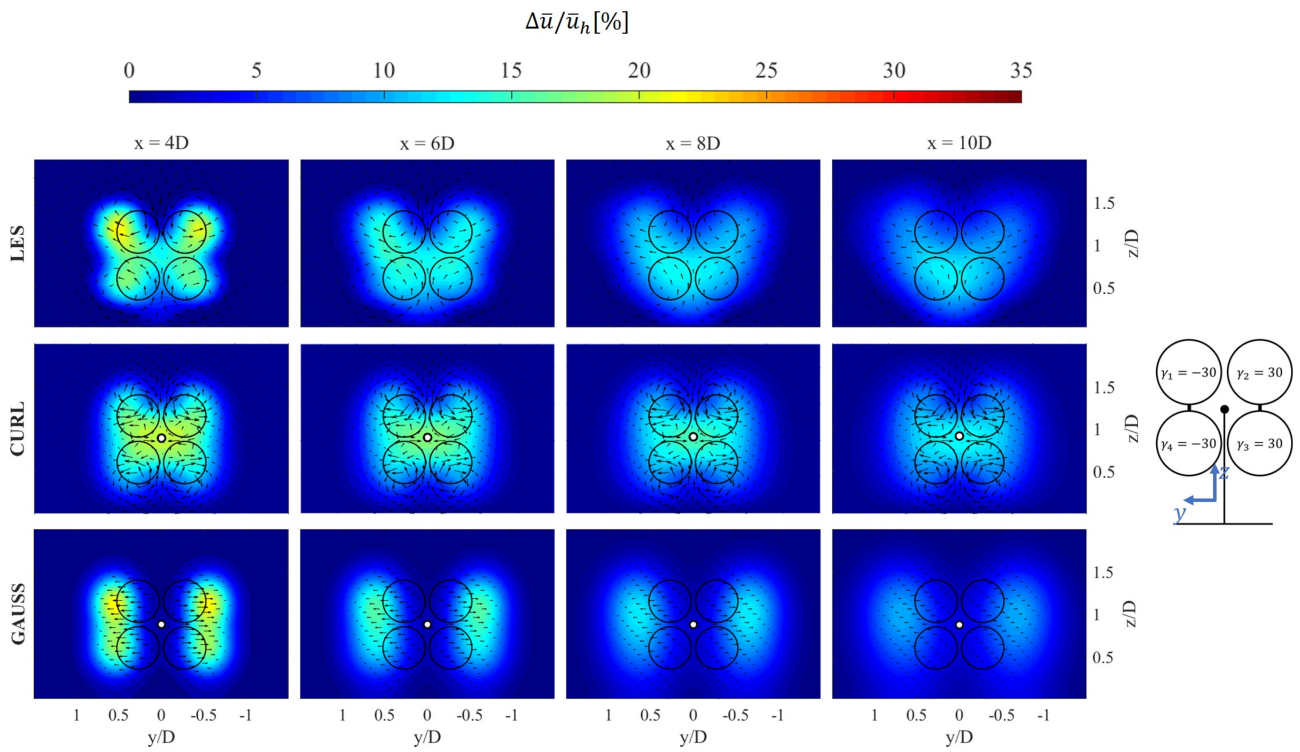 Δū/ū_h[%]
0 5 10 15 20 25 30 35
x = 4D x = 6D x = 8D x = 10D
LES
1.5
1
0.5
z/D
CURL
1.5
1
0.5
z/D
GAUSS
1.5
1
0.5
z/D
1 0.5 0 -0.5 -1 1 0.5 0 -0.5 -1 1 0.5 0 -0.5 -1 1 0.5 0 -0.5 -1
y/D y/D y/D y/D
γ₁ = −30 γ₂ = 30
γ₄ = −30 γ₃ = 30
z
y